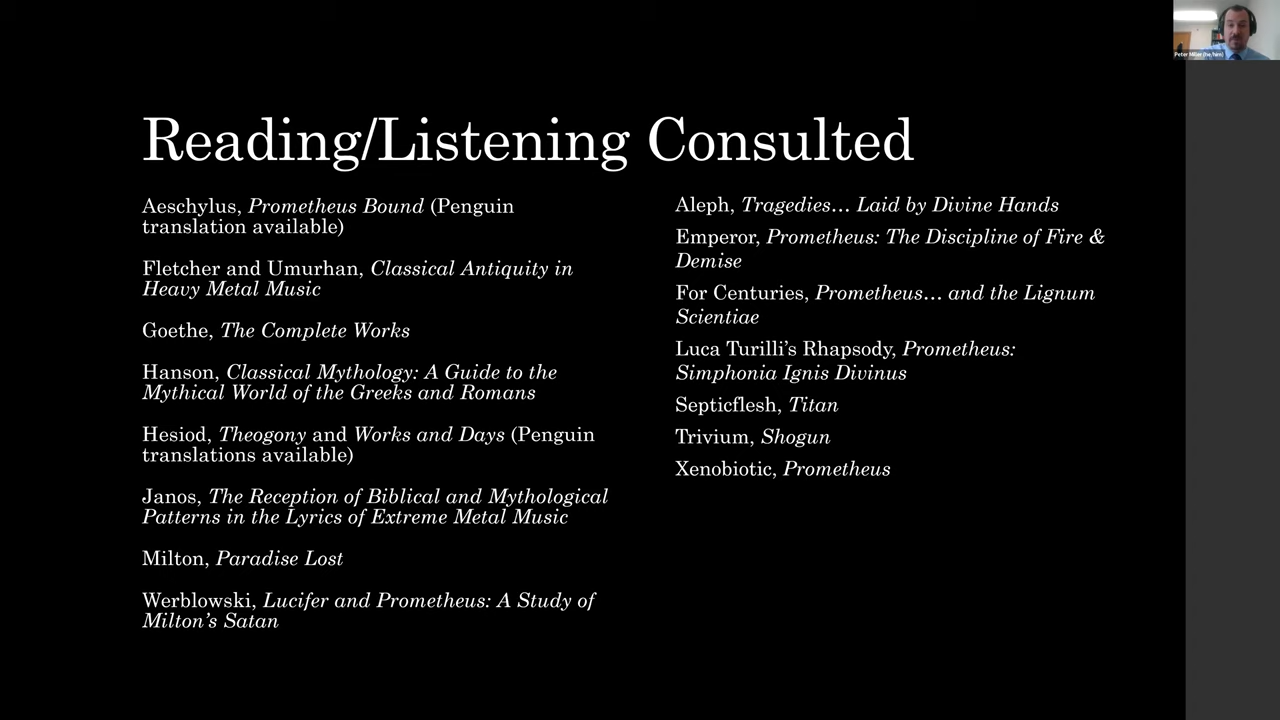 Peter Miller (he/him)
Reading/Listening Consulted
Aeschylus, Prometheus Bound (Penguin
translation available)
Fletcher and Umurhan, Classical Antiquity in
Heavy Metal Music
Goethe, The Complete Works
Hanson, Classical Mythology: A Guide to the
Mythical World of the Greeks and Romans
Hesiod, Theogony and Works and Days (Penguin
translations available)
Janos, The Reception of Biblical and Mythological
Patterns in the Lyrics of Extreme Metal Music
Milton, Paradise Lost
Werblowski, Lucifer and Prometheus: A Study of
Milton’s Satan
Aleph, Tragedies… Laid by Divine Hands
Emperor, Prometheus: The Discipline of Fire &
Demise
For Centuries, Prometheus… and the Lignum
Scientiae
Luca Turilli’s Rhapsody, Prometheus:
Simphonia Ignis Divinus
Septicflesh, Titan
Trivium, Shogun
Xenobiotic, Prometheus